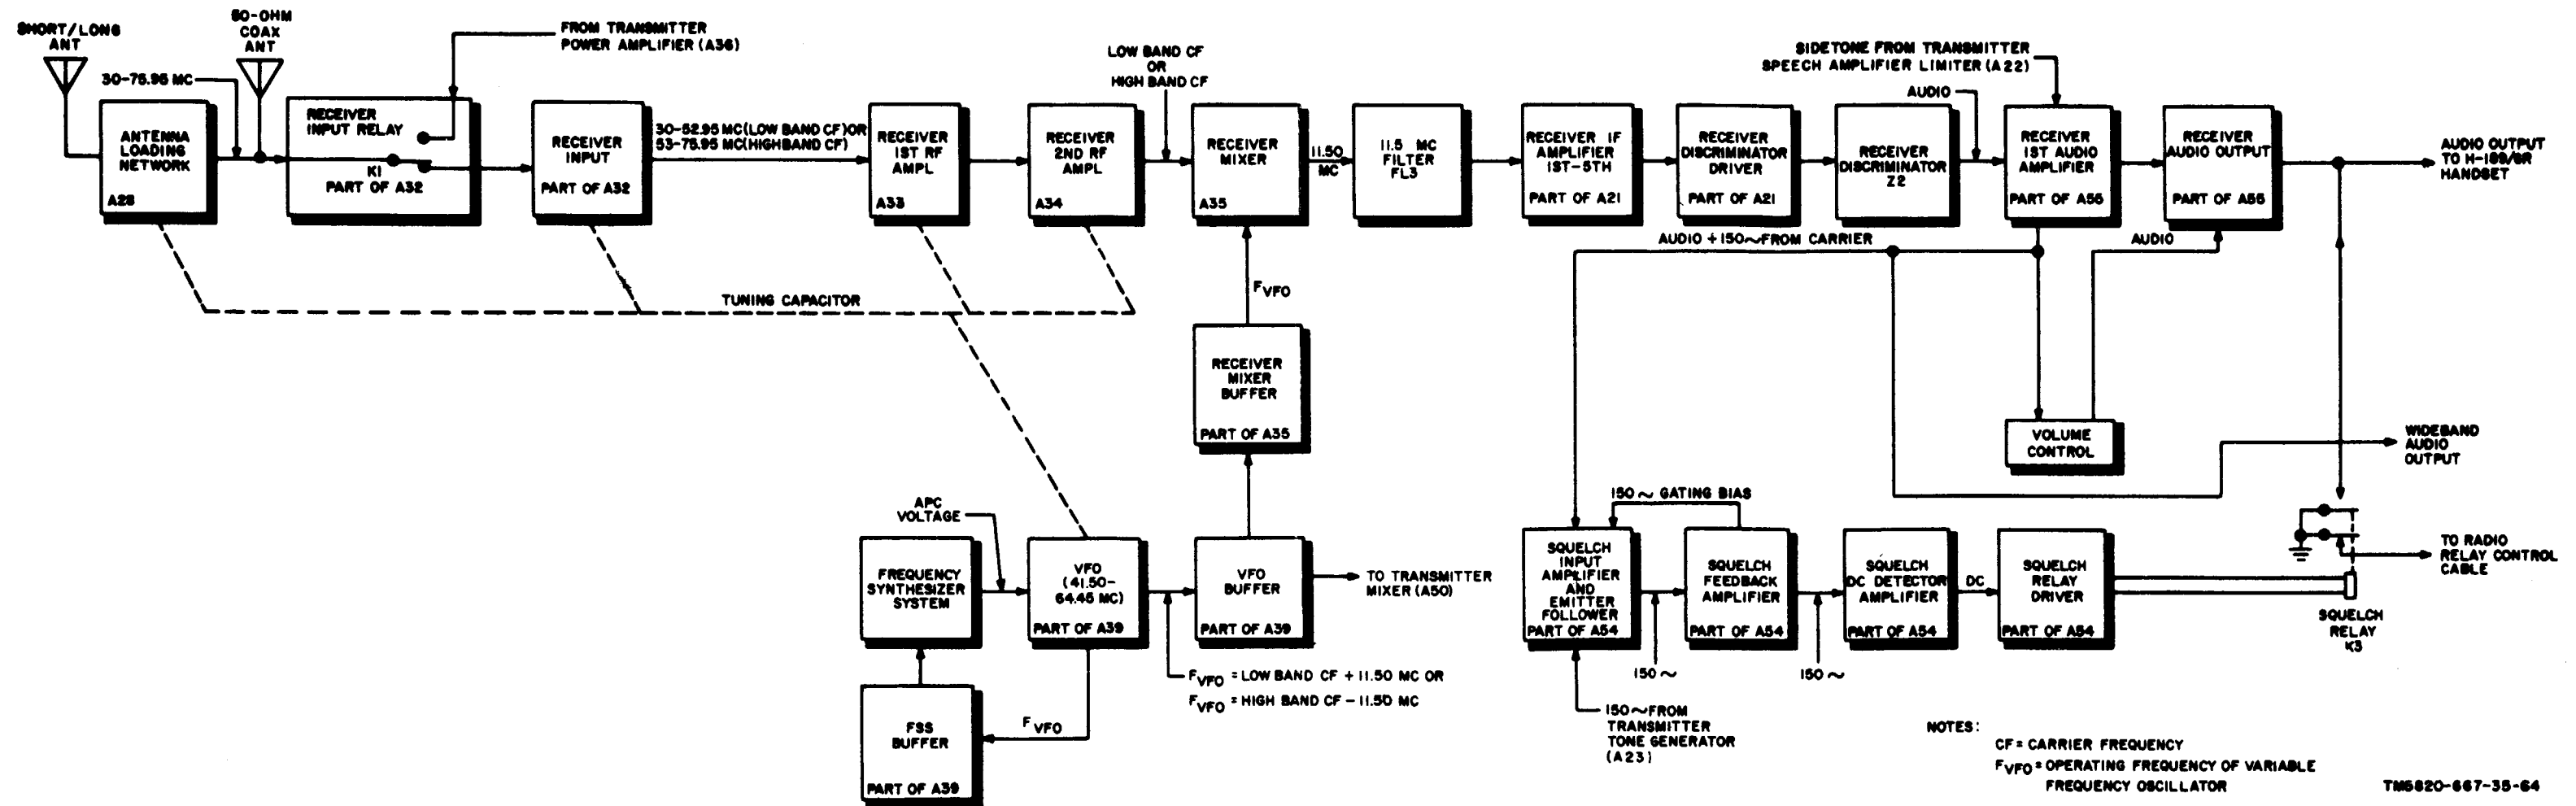 SHORT/LONG
ANT
50-OHM
COAX
ANT
FROM TRANSMITTER
POWER AMPLIFIER (A36)
30-75.95 MC
ANTENNA
LOADING
NETWORK
RECEIVER
INPUT RELAY
K1
PART OF A32
RECEIVER
INPUT
PART OF A32
30-52.95 MC (LOW BAND CF) OR
53-75.95 MC (HIGH BAND CF)
RECEIVER
1ST RF
AMPL
A33
RECEIVER
2ND RF
AMPL
A34
LOW BAND CF
OR
HIGH BAND CF
RECEIVER
MIXER
A35
11.50
MC
11.5 MC
FILTER
FL3
RECEIVER IF
AMPLIFIER
1ST-5TH
PART OF A21
RECEIVER
DISCRIMINATOR
DRIVER
PART OF A21
RECEIVER
DISCRIMINATOR
Z2
AUDIO
SIDETONE FROM TRANSMITTER
SPEECH AMPLIFIER LIMITER (A22)
RECEIVER
1ST AUDIO
AMPLIFIER
PART OF A55
RECEIVER
AUDIO OUTPUT
PART OF A55
AUDIO OUTPUT
TO H-189/GR
HANDSET
AUDIO + 150~ FROM CARRIER
AUDIO
TUNING CAPACITOR
F VFO
RECEIVER
MIXER
BUFFER
PART OF A35
VOLUME
CONTROL
WIDEBAND
AUDIO
OUTPUT
APC
VOLTAGE
FREQUENCY
SYNTHESIZER
SYSTEM
VFO
(41.50-
64.45 MC)
PART OF A39
VFO
BUFFER
PART OF A39
TO TRANSMITTER
MIXER (A50)
150~ GATING BIAS
SQUELCH
INPUT
AMPLIFIER
AND
EMITTER
FOLLOWER
PART OF A54
SQUELCH
FEEDBACK
AMPLIFIER
PART OF A54
SQUELCH
DC DETECTOR
AMPLIFIER
PART OF A54
DC
SQUELCH
RELAY
DRIVER
PART OF A54
TO RADIO
RELAY CONTROL
CABLE
SQUELCH
RELAY
K3
150~
150~
F VFO = LOW BAND CF + 11.50 MC OR
F VFO = HIGH BAND CF - 11.50 MC
FSS
BUFFER
PART OF A39
F VFO
150~ FROM
TRANSMITTER
TONE GENERATOR
(A23)
NOTES:
CF = CARRIER FREQUENCY
F VFO = OPERATING FREQUENCY OF VARIABLE
FREQUENCY OSCILLATOR
TM5820-667-35-64